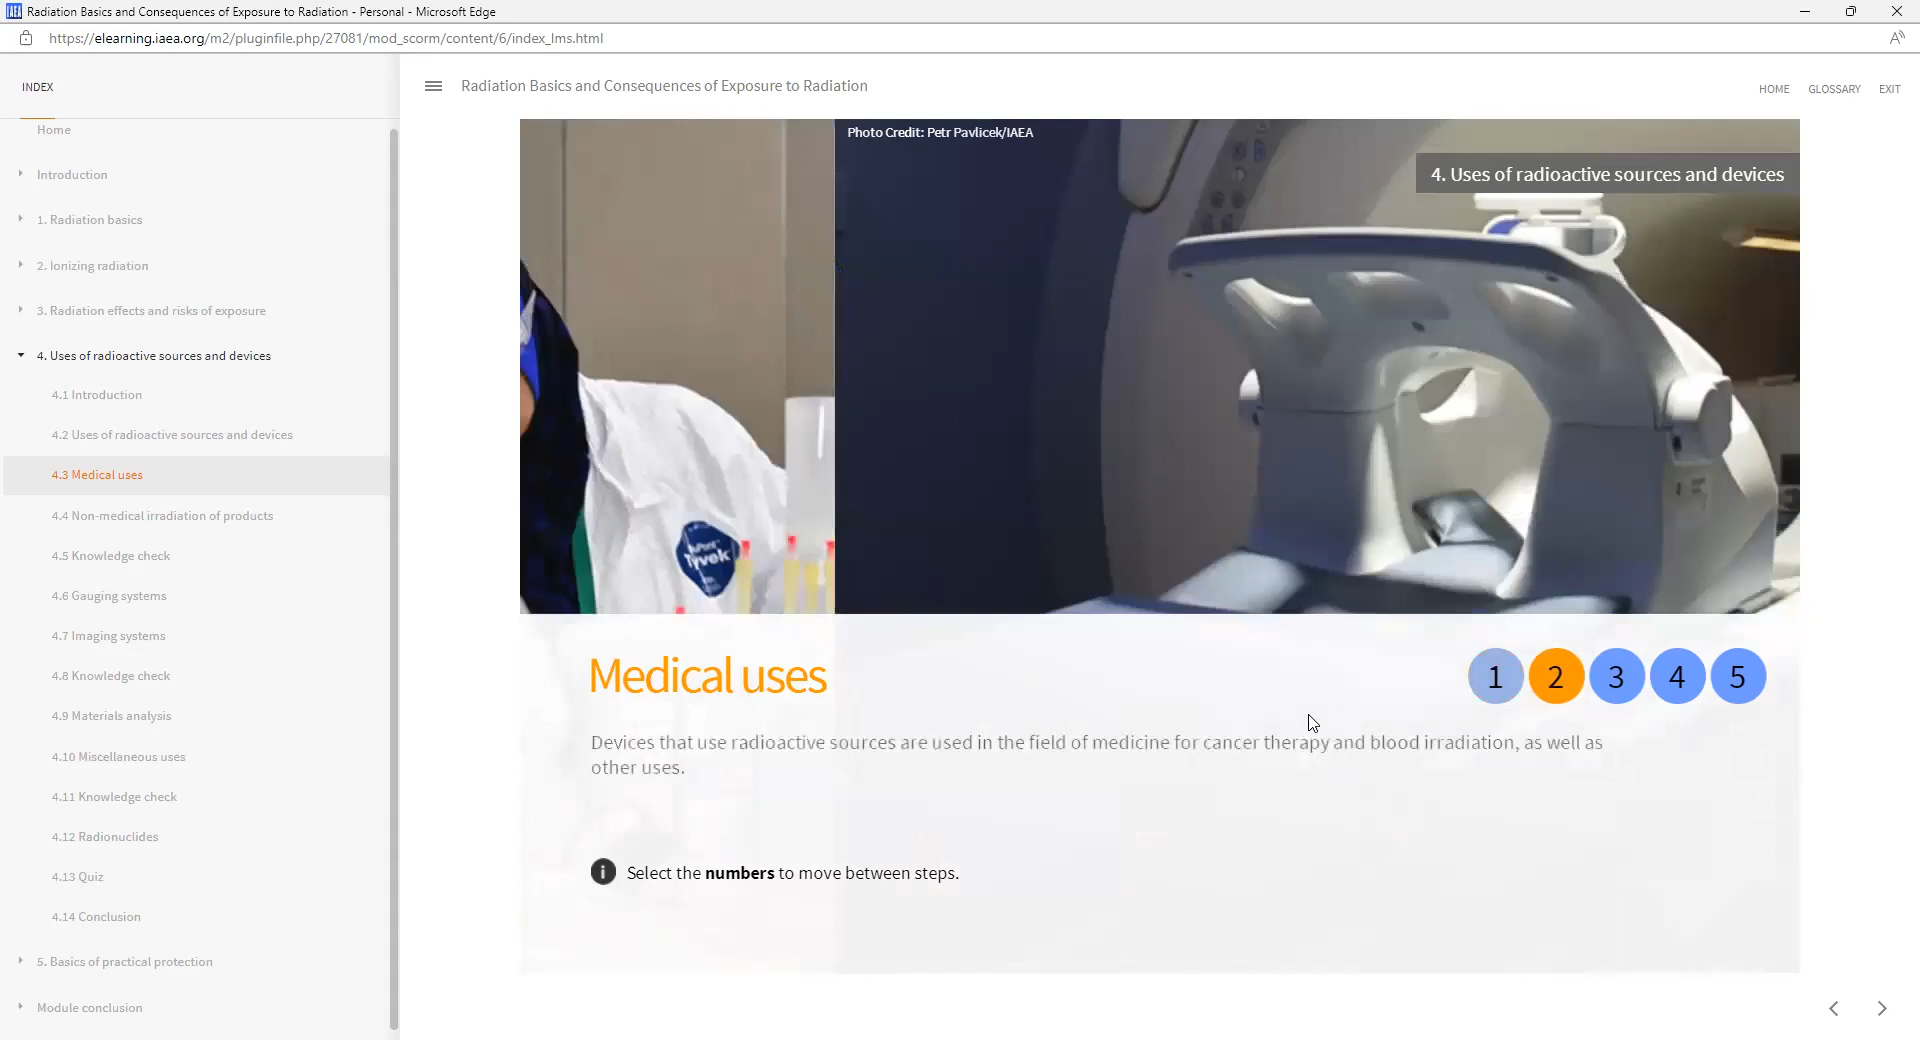 Radiation Basics and Consequences of Exposure to Radiation - Personal - Microsoft Edge
https://elearning.iaea.org/m2/pluginfile.php/27081/mod_scorm/content/6/index_lms.html
INDEX
Home
Introduction
1. Radiation basics
2. Ionizing radiation
3. Radiation effects and risks of exposure
4. Uses of radioactive sources and devices
4.1 Introduction
4.2 Uses of radioactive sources and devices
4.3 Medical uses
4.4 Non-medical irradiation of products
4.5 Knowledge check
4.6 Gauging systems
4.7 Imaging systems
4.8 Knowledge check
4.9 Materials analysis
4.10 Miscellaneous uses
4.11 Knowledge check
4.12 Radionuclides
4.13 Quiz
4.14 Conclusion
5. Basics of practical protection
Module conclusion
Radiation Basics and Consequences of Exposure to Radiation
HOME GLOSSARY EXIT
Photo Credit: Petr Pavlicek/IAEA
4. Uses of radioactive sources and devices
Tyvek
Medical uses
1 2 3 4 5
Devices that use radioactive sources are used in the field of medicine for cancer therapy and blood irradiation, as well as
other uses.
Select the numbers to move between steps.